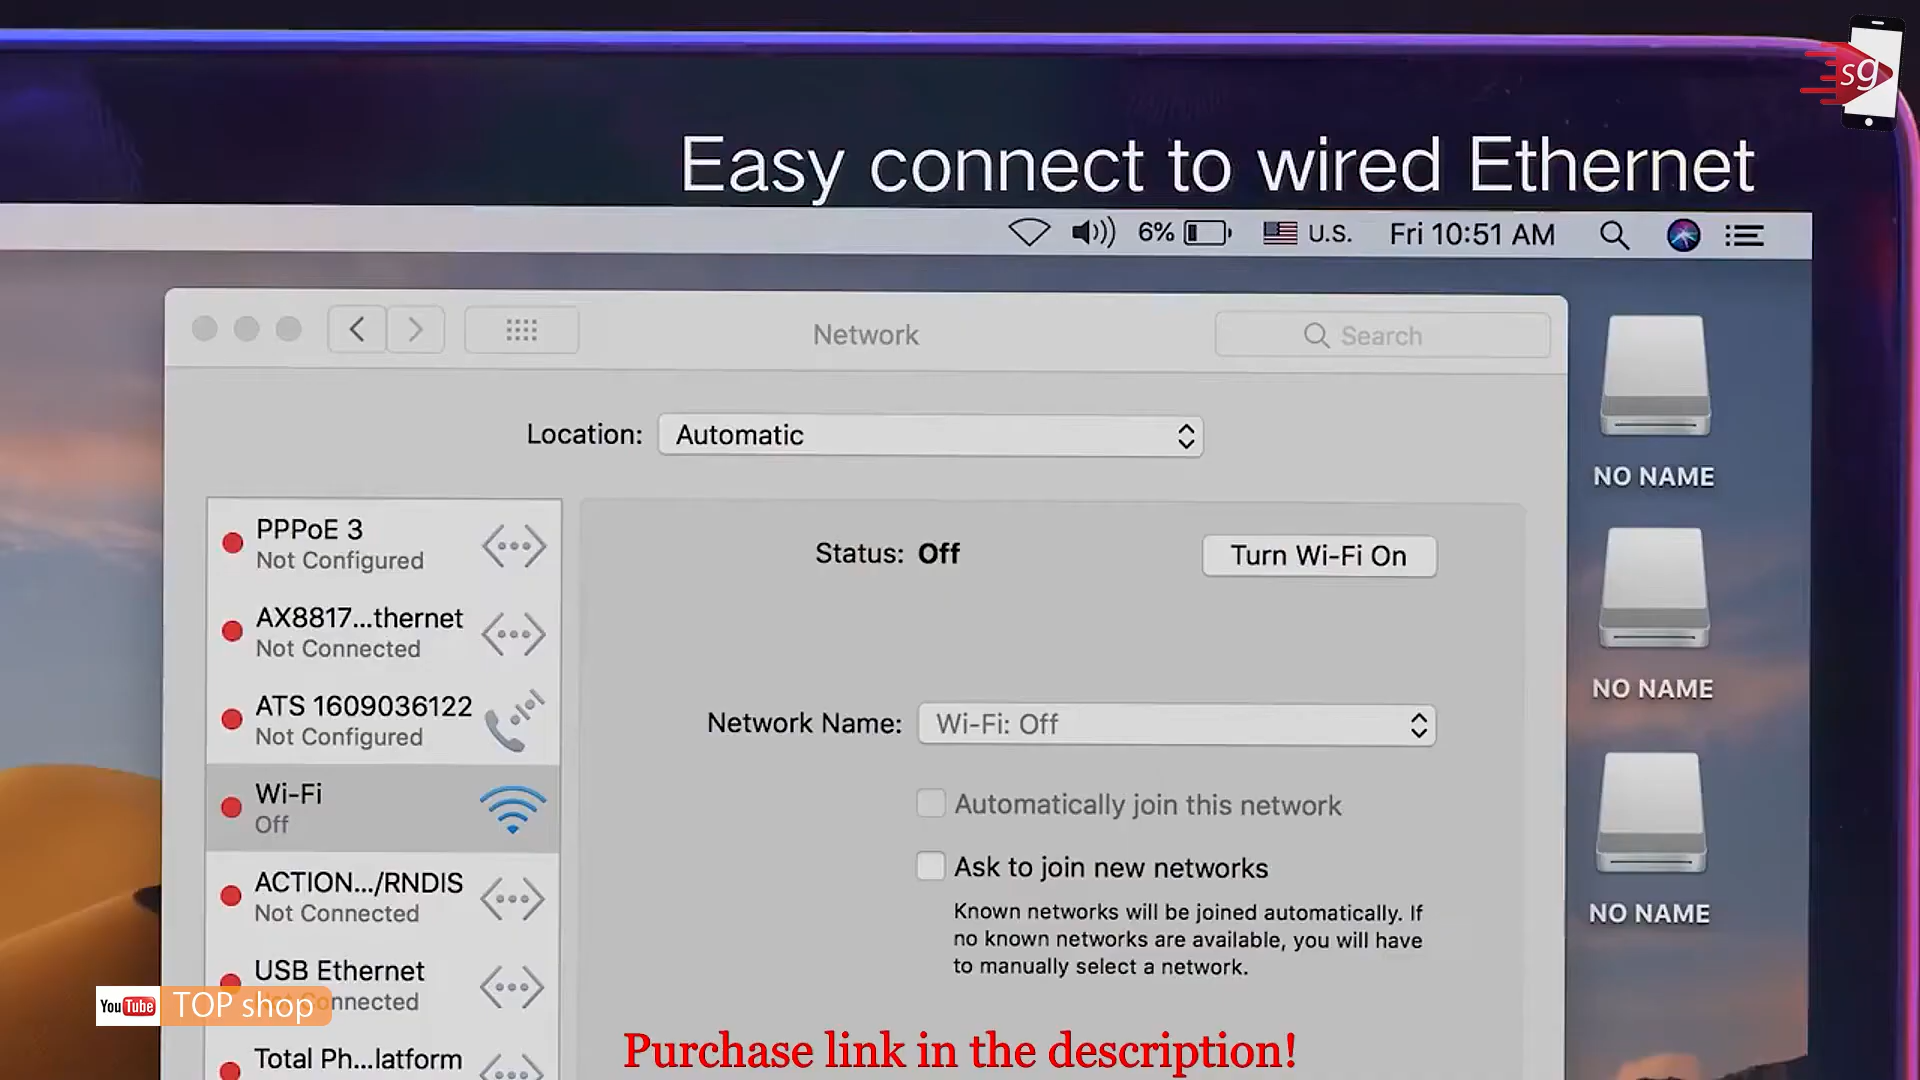 sg
Easy connect to wired Ethernet
6% U.S. Fri 10:51 AM
Network
Search
Location: Automatic
NO NAME
PPPoE 3
Not Configured
Status: Off
Turn Wi-Fi On
AX8817...thernet
Not Connected
NO NAME
ATS 1609036122
Not Configured
Network Name: Wi-Fi: Off
Wi-Fi
Off
Automatically join this network
Ask to join new networks
Known networks will be joined automatically. If
no known networks are available, you will have
to manually select a network.
NO NAME
ACTION.../RNDIS
Not Connected
USB Ethernet
Not Connected
YouTube TOP shop
Total Ph...latform
Purchase link in the description!